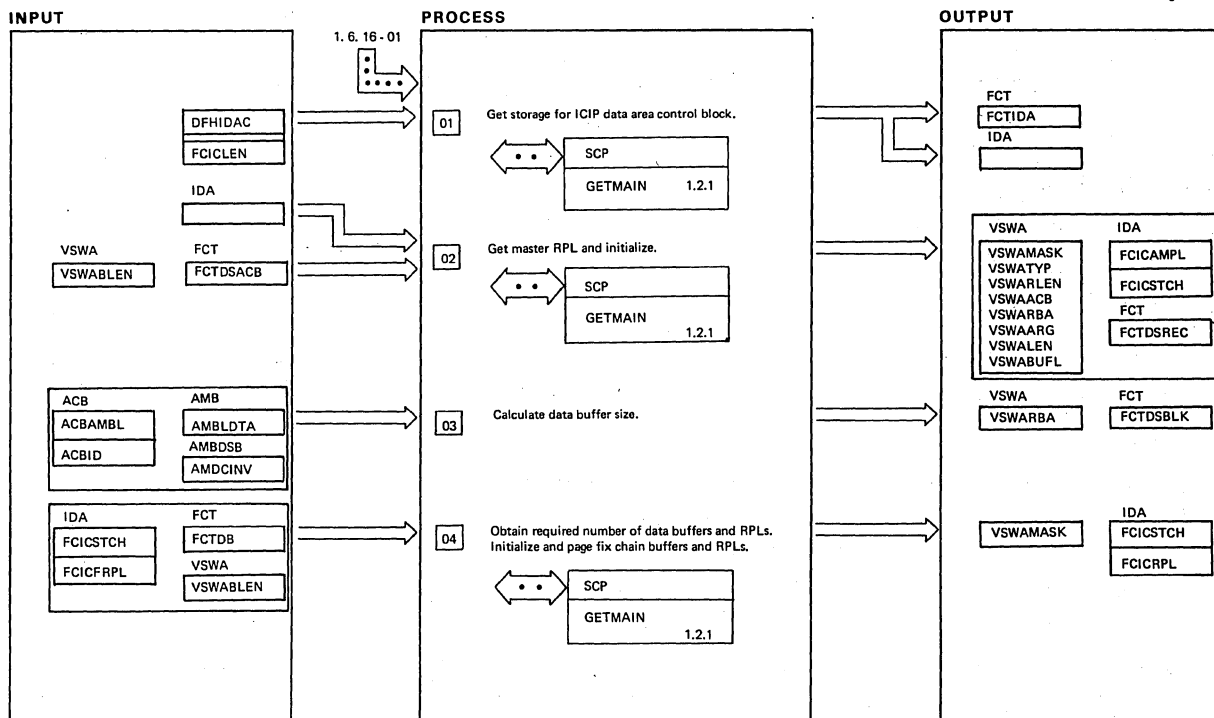 INPUT
PROCESS
OUTPUT
1. 6. 16 - 01
DFHIDAC
FCICLEN
01
Get storage for ICIP data area control block.
SCP
GETMAIN 1.2.1
FCT
FCTIDA
IDA
IDA
VSWA
VSWABLEN
FCT
FCTDSACB
02
Get master RPL and initialize.
SCP
GETMAIN
1.2.1
VSWA
VSWAMASK
VSWATYP
VSWARLEN
VSWAACB
VSWARBA
VSWAARG
VSWALEN
VSWABUFL
IDA
FCICAMPL
FCICSTCH
FCT
FCTDSREC
ACB
ACBAMBL
ACBID
AMB
AMBLDTA
AMBDSB
AMDCINV
03
Calculate data buffer size.
VSWA
VSWARBA
FCT
FCTDSBLK
IDA
FCICSTCH
FCICFRPL
FCT
FCTDB
VSWA
VSWABLEN
04
Obtain required number of data buffers and RPLs.
Initialize and page fix chain buffers and RPLs.
SCP
GETMAIN
1.2.1
VSWAMASK
IDA
FCICSTCH
FCICRPL